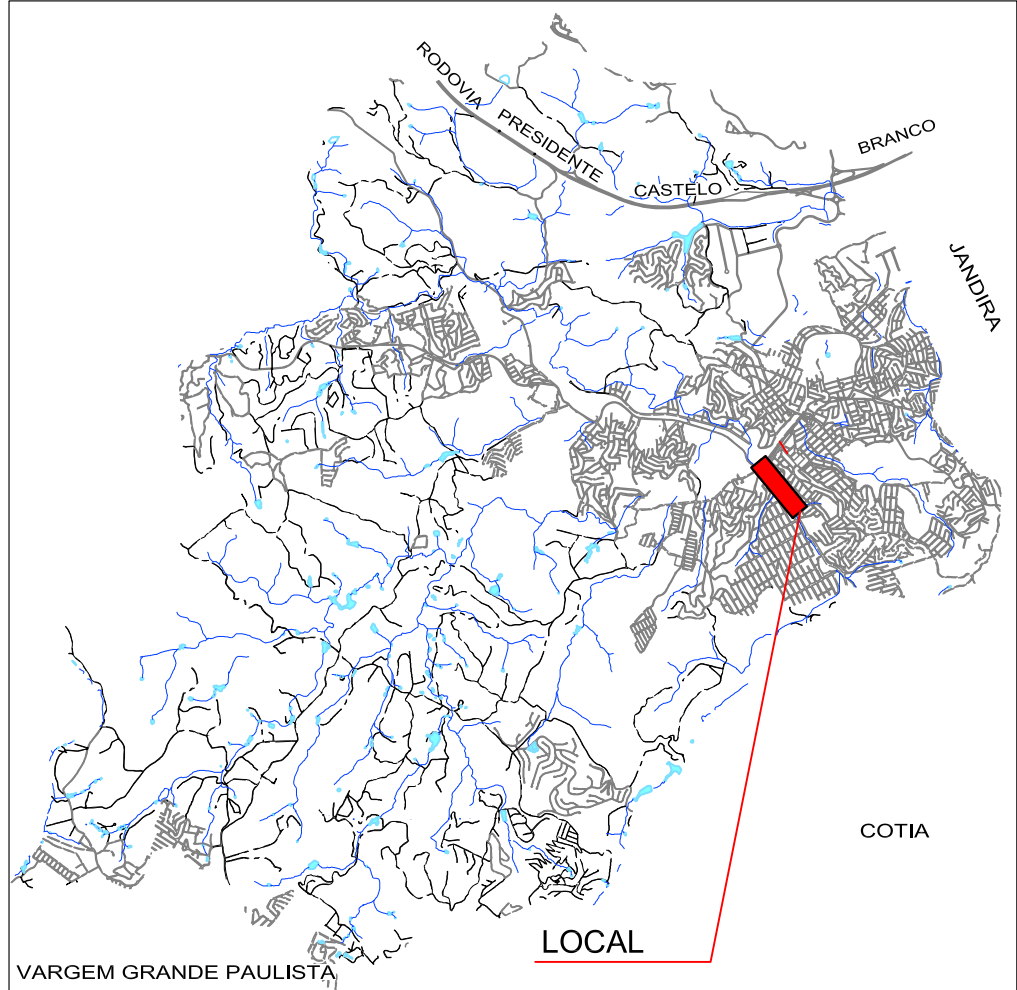 RODOVIA PRESIDENTE CASTELO BRANCO
JANDIRA
COTIA
LOCAL
VARGEM GRANDE PAULISTA